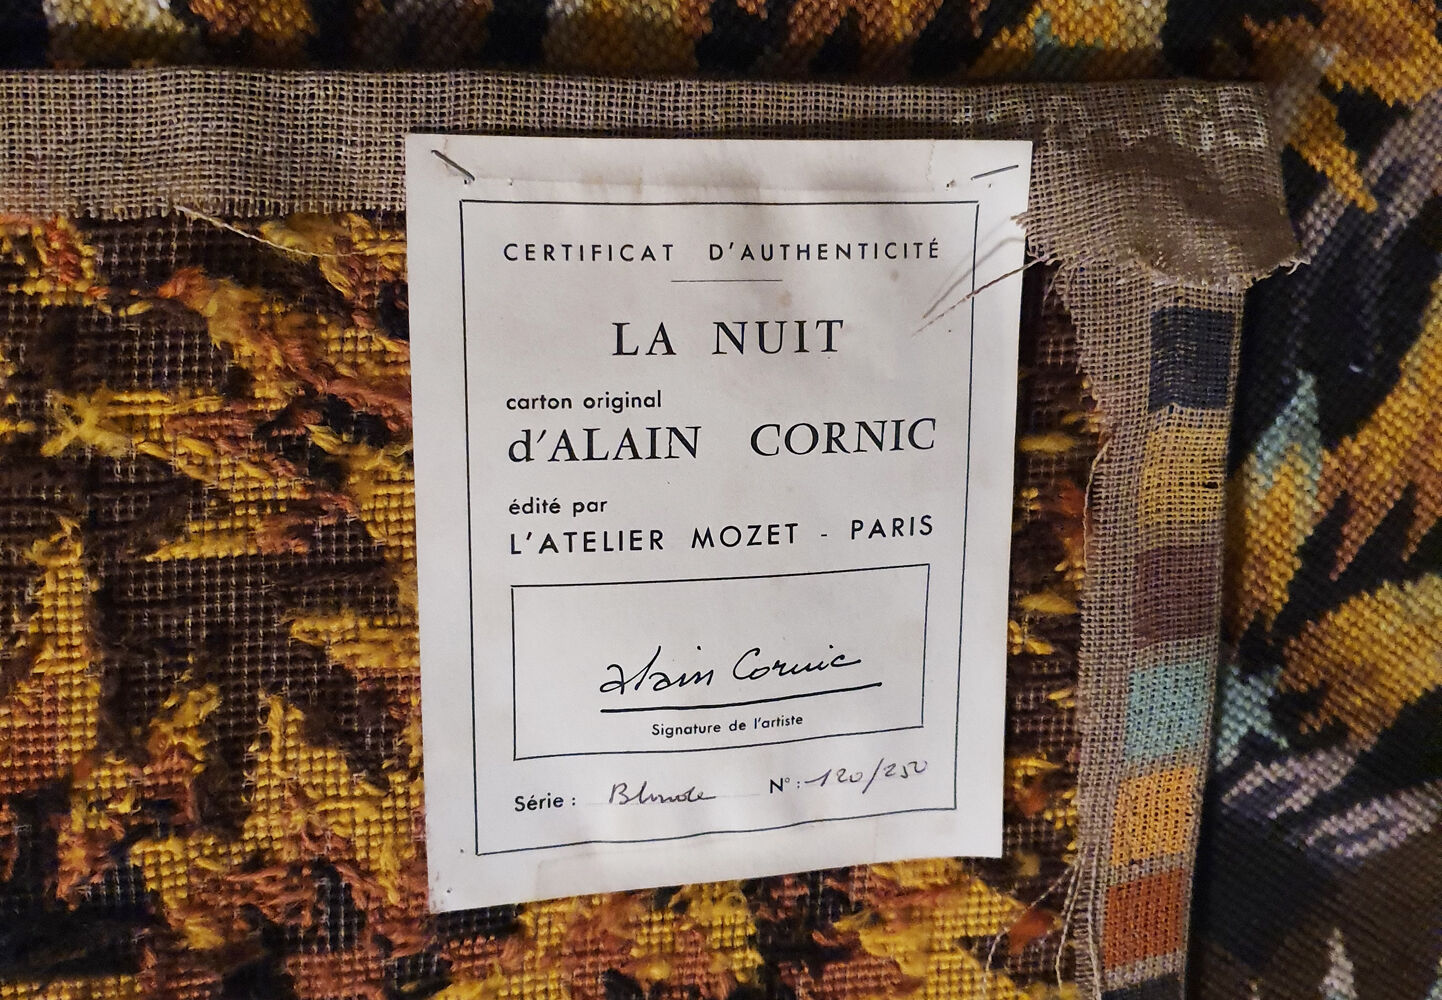 CERTIFICAT D'AUTHENTICITÉ
LA NUIT
carton original
d'ALAIN CORNIC
édité par
L'ATELIER MOZET - PARIS
alain Cornic
Signature de l'artiste
Série : Blonde N° : 120/250